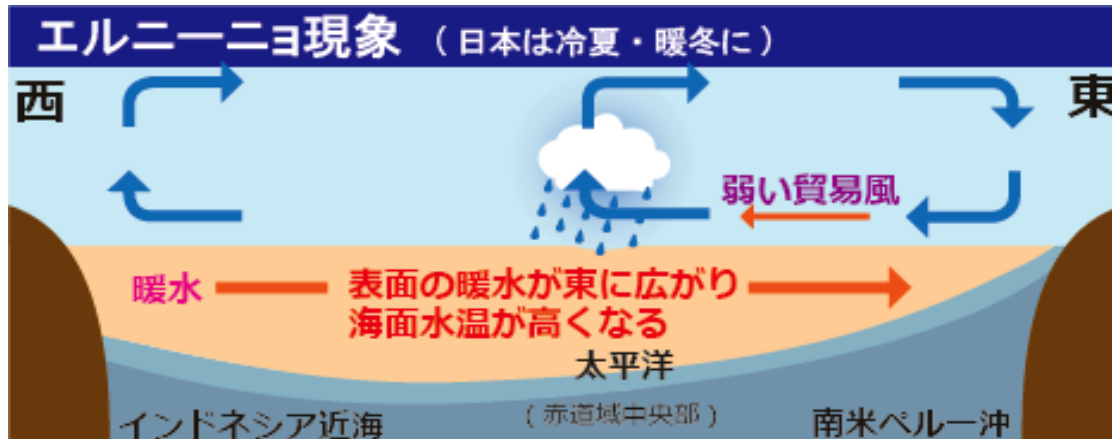 エルニーニョ現象 (日本は冷夏・暖冬に)
西
東
弱い貿易風
暖水
表面の暖水が東に広がり
海面水温が高くなる
太平洋
(赤道域中央部)
インドネシア近海
南米ペルー沖